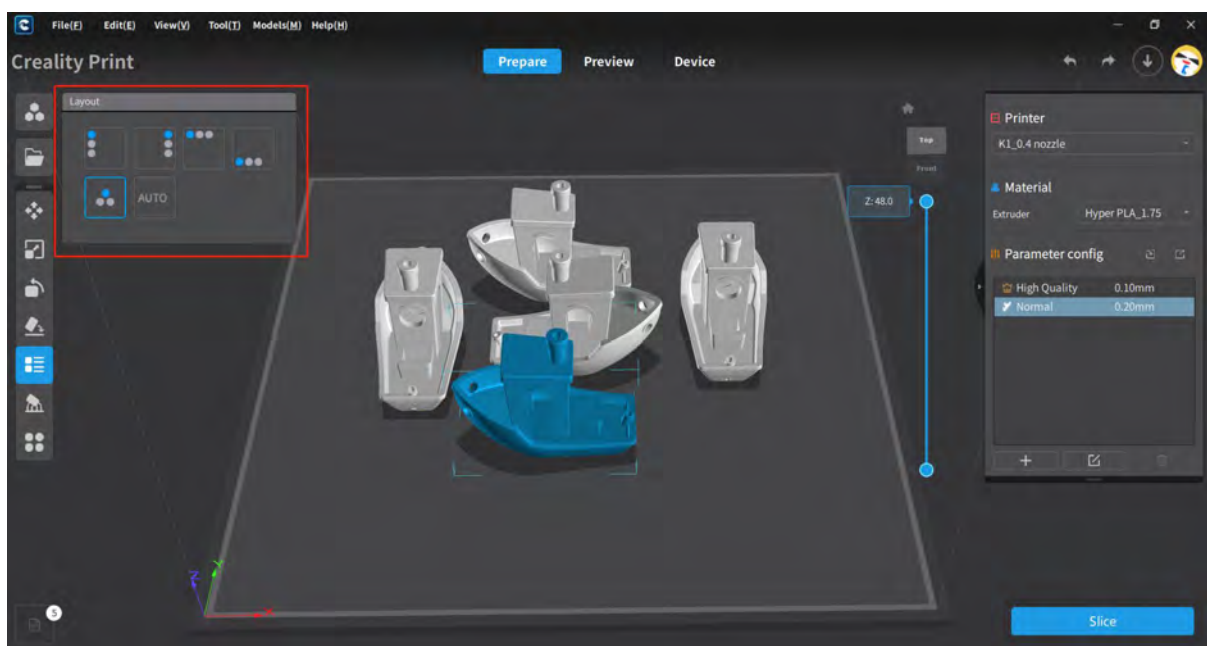 File(F) Edit(E) View(V) Tool(T) Models(M) Help(H)
Creality Print
Prepare Preview Device
Layout
AUTO
Top
Front
Z: 48.0
Printer
K1_0.4 nozzle
Material
Extruder Hyper PLA_1.75
Parameter config
High Quality 0.10mm
Normal 0.20mm
Z
Y
X
5
Slice